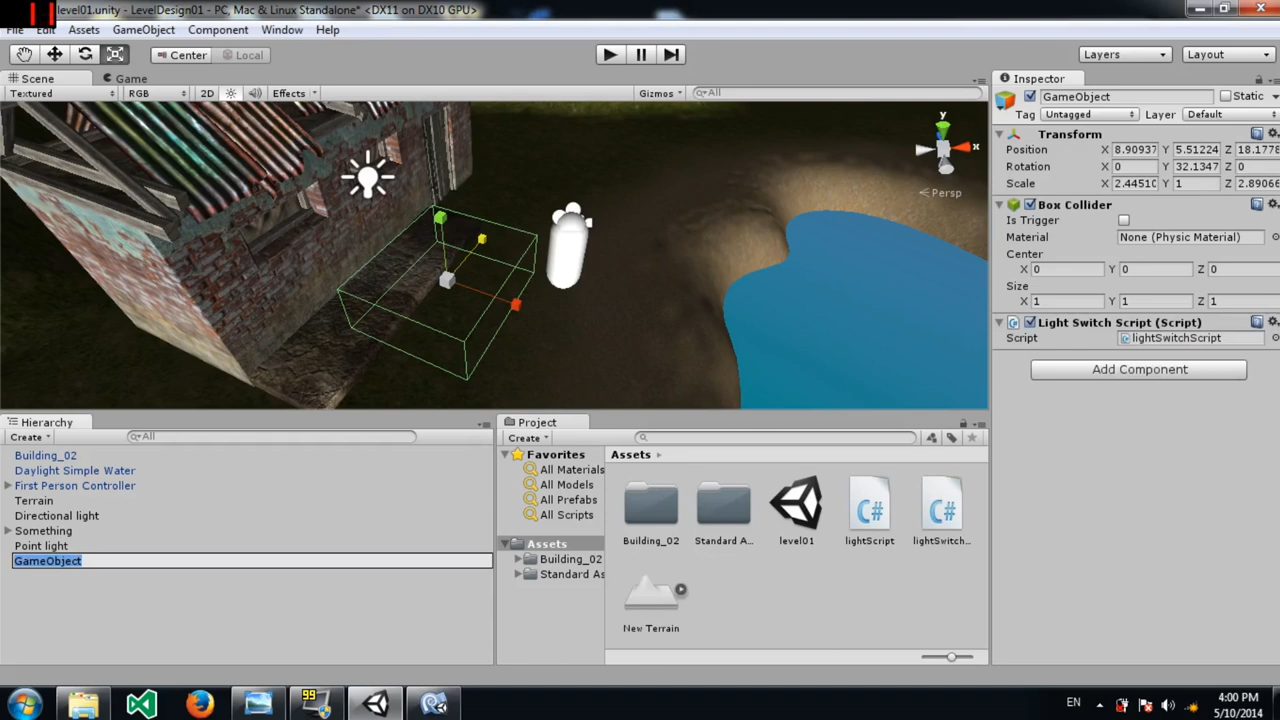 level01.unity - LevelDesign01 - PC, Mac & Linux Standalone* <DX11 on DX10 GPU>
File Edit Assets GameObject Component Window Help
Center Local Layers Layout
Scene Game Inspector
Textured RGB 2D Effects Gizmos All
GameObject Static
Tag Untagged Layer Default
Transform
Position X 8.90937 Y 5.51224 Z 18.1778
Rotation X 0 Y 32.1347 Z 0
Scale X 2.4451 Y 1 Z 2.89066
y
x
Persp
Box Collider
Is Trigger
Material None (Physic Material)
Center
X 0 Y 0 Z 0
Size
X 1 Y 1 Z 1
Light Switch Script (Script)
Script lightSwitchScript
Add Component
Hierarchy
Create All
Building_02
Daylight Simple Water
First Person Controller
Terrain
Directional light
Something
Point light
GameObject
Project
Create
Favorites
All Materials
All Models
All Prefabs
All Scripts
Assets
Building_02
Standard As
Assets
Building_02 Standard A... level01 lightScript lightSwitch...
New Terrain
99
EN
4:00 PM
5/10/2014